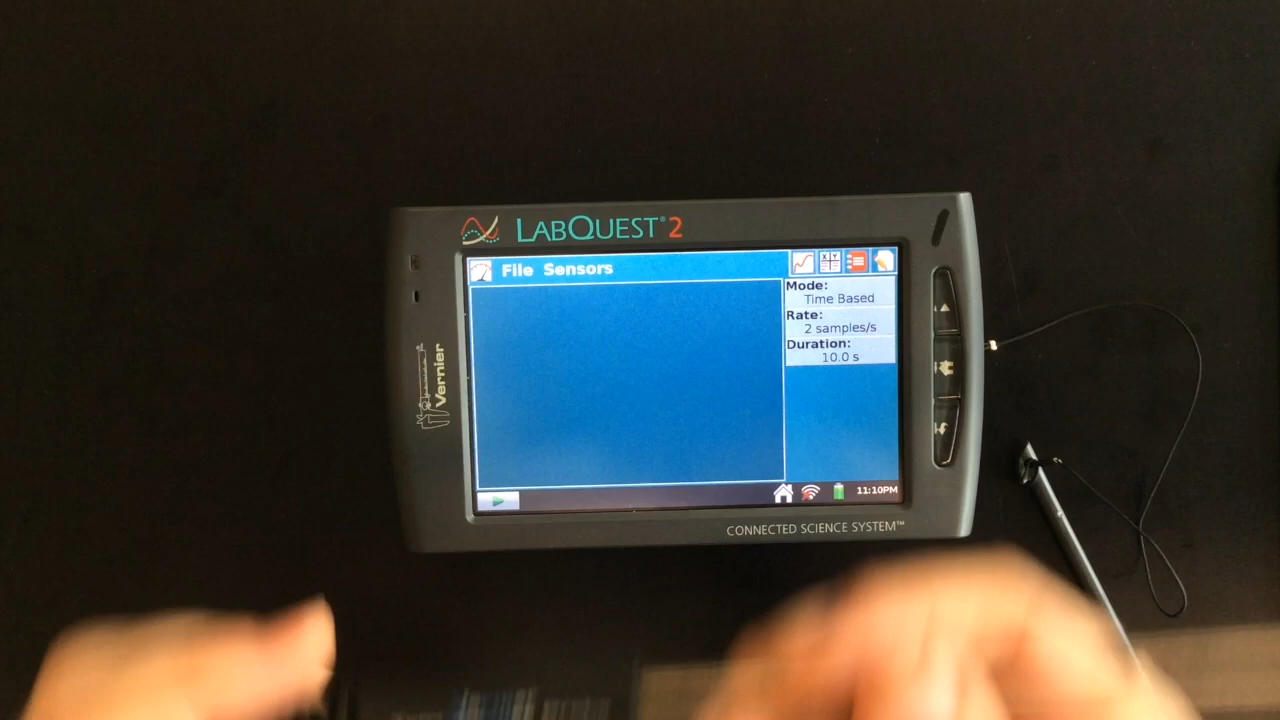 LABQUEST® 2
File Sensors
Mode:
Time Based
Rate:
2 samples/s
Duration:
10.0 s
11:10PM
Vernier
CONNECTED SCIENCE SYSTEM™